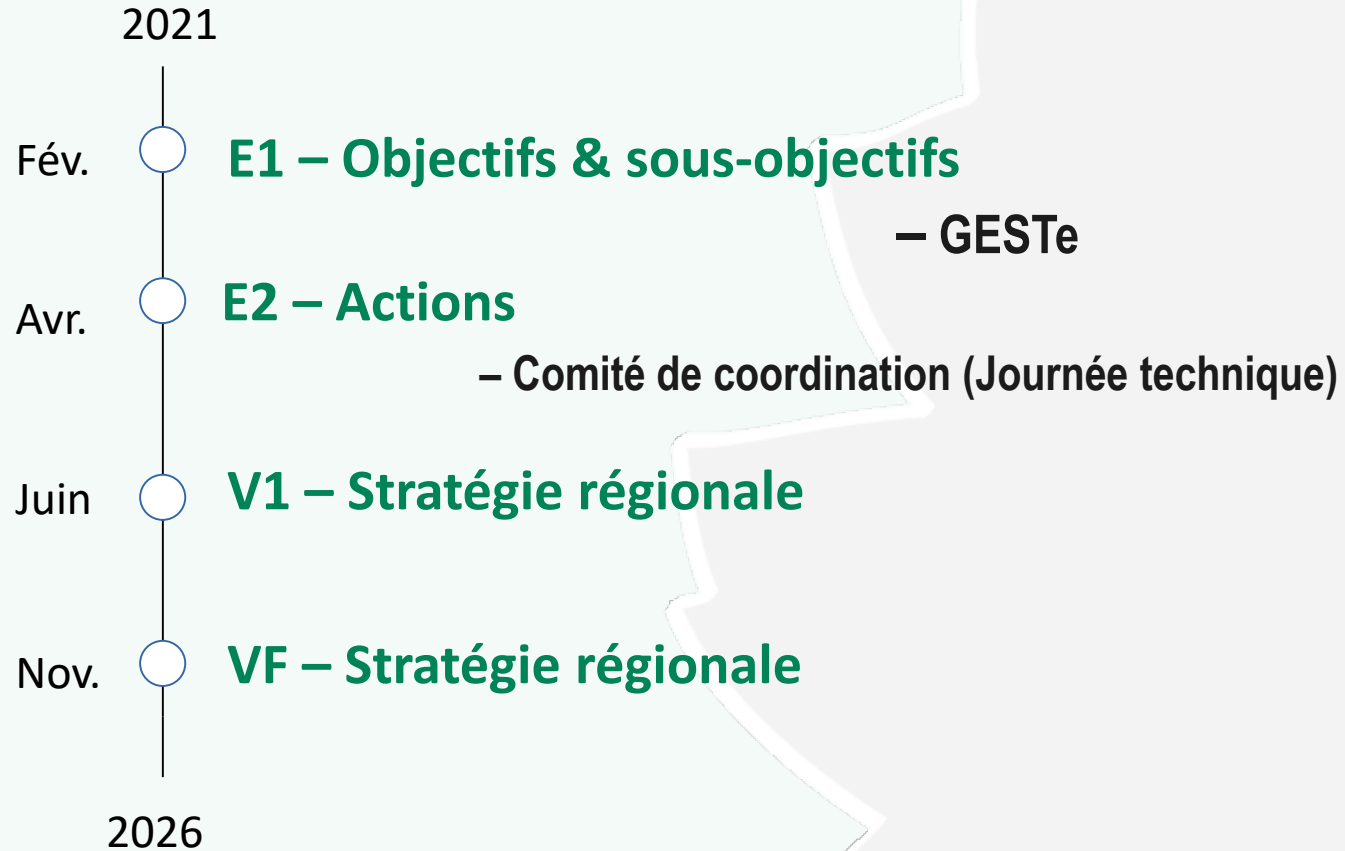 2021
Fév.
E1 – Objectifs & sous-objectifs
– GESTe
Avr.
E2 – Actions
– Comité de coordination (Journée technique)
Juin
V1 – Stratégie régionale
Nov.
VF – Stratégie régionale
2026